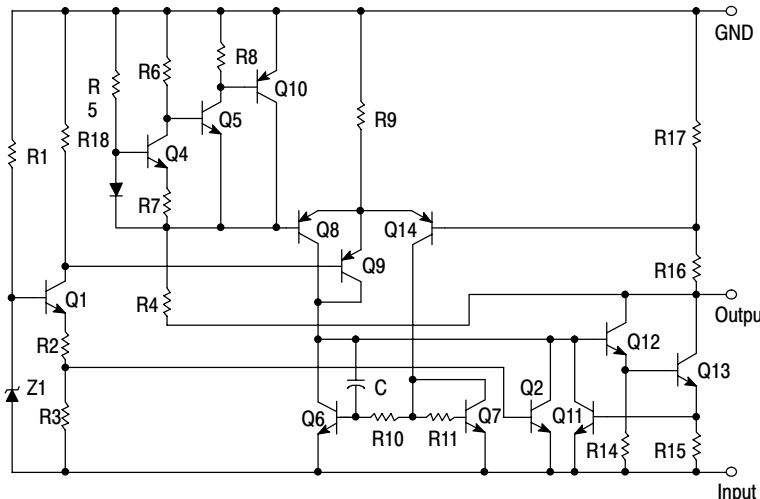 GND
R8
R6
R
5
Q10
Q5
R9
R17
R18
Q4
R1
R7
Q8
Q14
Q9
R16
Q1
R4
Output
R2
Q12
Q13
Z1
C
Q2
R3
Q6
Q7
Q11
R10
R11
R14
R15
Input